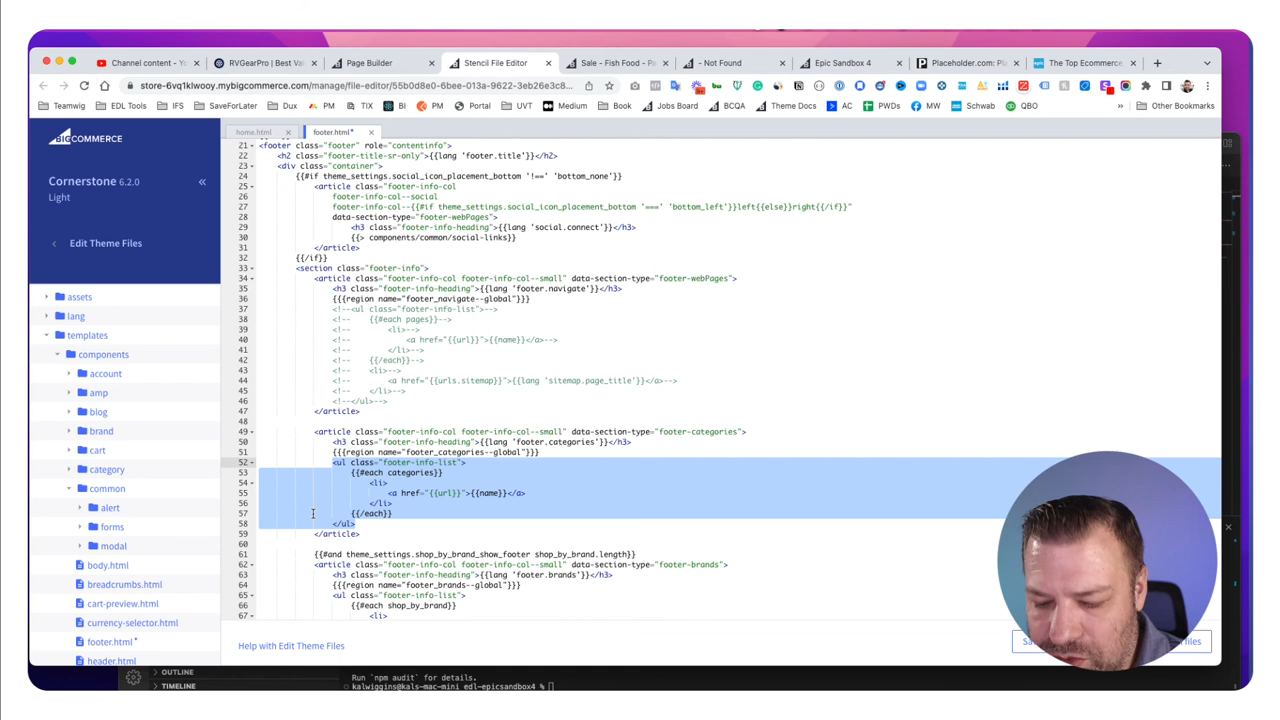 Channel content - Yo
RVGearPro | Best Val
Page Builder
Stencil File Editor
Sale - Fish Food - Pa
- Not Found
Epic Sandbox 4
Placeholder.com: Pl
The Top Ecommerce
store-6vq1klwooy.mybigcommerce.com/manage/file-editor/55b0d8e0-6bee-013a-9622-3eb26e3c8...
Teamwig
EDL Tools
IFS
SaveForLater
Dux
PM
TIX
BI
PM
Portal
UVT
Medium
Book
Jobs Board
BCQA
Theme Docs
AC
PWDs
MW
Schwab
QBO
»
Other Bookmarks
BIGCOMMERCE
Cornerstone 6.2.0
Light
«
Edit Theme Files
assets
lang
templates
components
account
amp
blog
brand
cart
category
common
alert
forms
modal
body.html
breadcrumbs.html
cart-preview.html
currency-selector.html
footer.html *
header.html
home.html
footer.html*
21 <footer class="footer" role="contentinfo">
22 <h2 class="footer-title-sr-only">{{lang 'footer.title'}}</h2>
23 <div class="container">
24 {{#if theme_settings.social_icon_placement_bottom '!==' 'bottom_none'}}
25 <article class="footer-info-col
26 footer-info-col--social
27 footer-info-col--{{#if theme_settings.social_icon_placement_bottom '===' 'bottom_left'}}left{{else}}right{{/if}}"
28 data-section-type="footer-webPages">
29 <h3 class="footer-info-heading">{{lang 'social.connect'}}</h3>
30 {{> components/common/social-links}}
31 </article>
32 {{/if}}
33 <section class="footer-info">
34 <article class="footer-info-col footer-info-col--small" data-section-type="footer-webPages">
35 <h3 class="footer-info-heading">{{lang 'footer.navigate'}}</h3>
36 {{{region name="footer_navigate--global"}}}
37 <!--<ul class="footer-info-list">-->
38 <!-- {{#each pages}}-->
39 <!-- <li>-->
40 <!-- <a href="{{url}}">{{name}}</a>-->
41 <!-- </li>-->
42 <!-- {{/each}}-->
43 <!-- <li>-->
44 <!-- <a href="{{urls.sitemap}}">{{lang 'sitemap.page_title'}}</a>-->
45 <!-- </li>-->
46 <!--</ul>-->
47 </article>
48
49 <article class="footer-info-col footer-info-col--small" data-section-type="footer-categories">
50 <h3 class="footer-info-heading">{{lang 'footer.categories'}}</h3>
51 {{{region name="footer_categories--global"}}}
52 <ul class="footer-info-list">
53 {{#each categories}}
54 <li>
55 <a href="{{url}}">{{name}}</a>
56 </li>
57 {{/each}}
58 </ul>
59 </article>
60
61 {{#and theme_settings.shop_by_brand_show_footer shop_by_brand.length}}
62 <article class="footer-info-col footer-info-col--small" data-section-type="footer-brands">
63 <h3 class="footer-info-heading">{{lang 'footer.brands'}}</h3>
64 {{{region name="footer_brands--global"}}}
65 <ul class="footer-info-list">
66 {{#each shop_by_brand}}
67 <li>
Help with Edit Theme Files
files
OUTLINE
TIMELINE
Run `npm audit` for details.
kalwiggins@kals-mac-mini edl-epicsandbox4 %